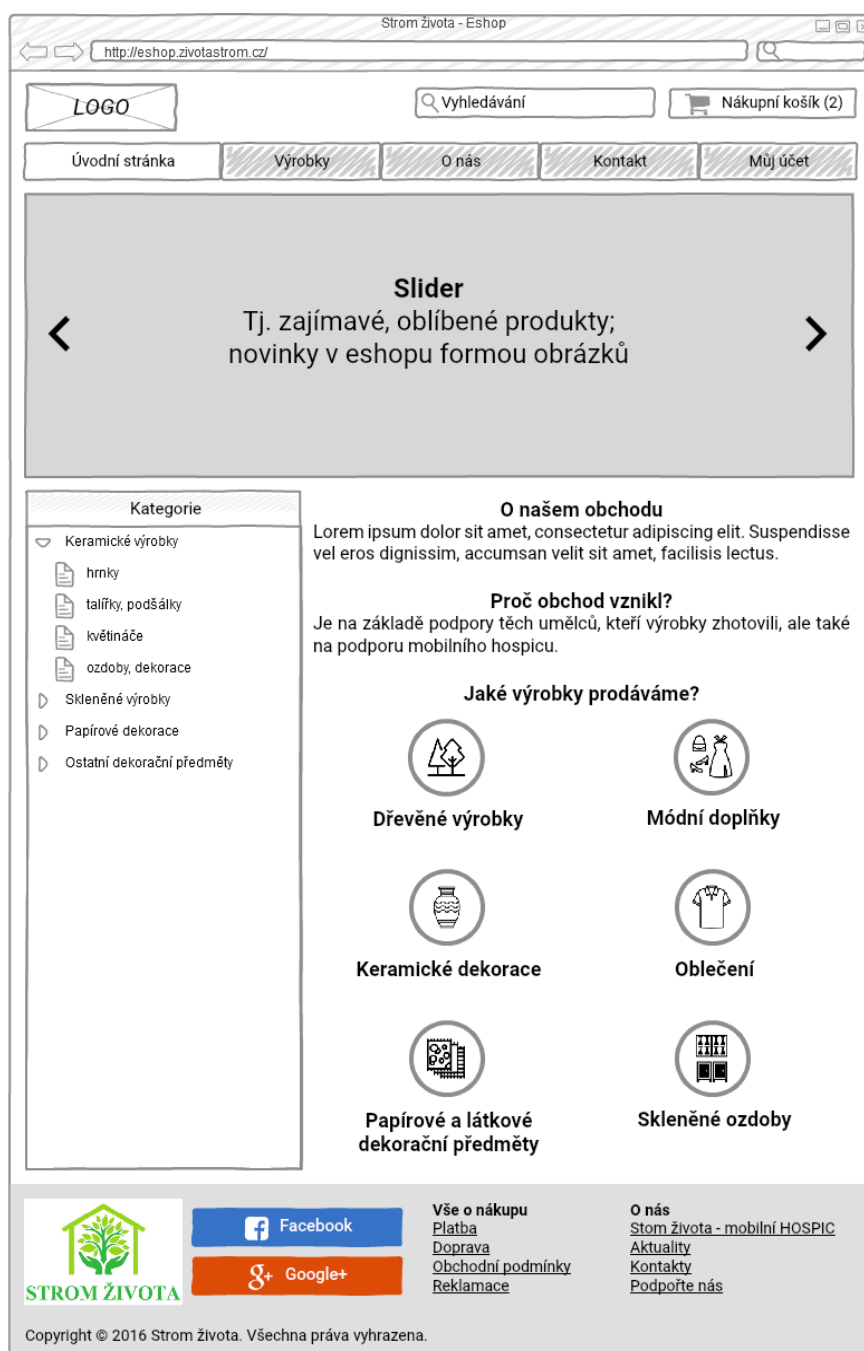 Strom života - Eshop
http://eshop.zivotastrom.cz/
LOGO
Vyhledávání
Nákupní košík (2)
Úvodní stránka
Výrobky
O nás
Kontakt
Můj účet
Slider
Tj. zajímavé, oblíbené produkty;
novinky v eshopu formou obrázků
Kategorie
Keramické výrobky
hrnky
talířky, podšálky
květináče
ozdoby, dekorace
Skleněné výrobky
Papírové dekorace
Ostatní dekorační předměty
O našem obchodu
Lorem ipsum dolor sit amet, consectetur adipiscing elit. Suspendisse
vel eros dignissim, accumsan velit sit amet, facilisis lectus.
Proč obchod vznikl?
Je na základě podpory těch umělců, kteří výrobky zhotovili, ale také
na podporu mobilního hospicu.
Jaké výrobky prodáváme?
Dřevěné výrobky
Módní doplňky
Keramické dekorace
Oblečení
Papírové a látkové
dekorační předměty
Skleněné ozdoby
STROM ŽIVOTA
Facebook
Google+
Vše o nákupu
Platba
Doprava
Obchodní podmínky
Reklamace
O nás
Stom života - mobilní HOSPIC
Aktuality
Kontakty
Podpořte nás
Copyright © 2016 Strom života. Všechna práva vyhrazena.